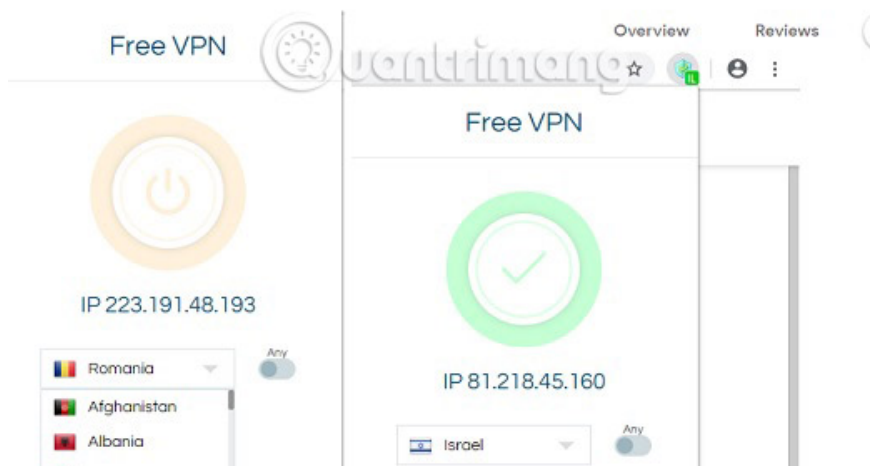 Free VPN
IP 223.191.48.193
Any
Romania
Afghanistan
Albania
Quantrimang
Overview Reviews
IL
Free VPN
IP 81.218.45.160
Any
Israel